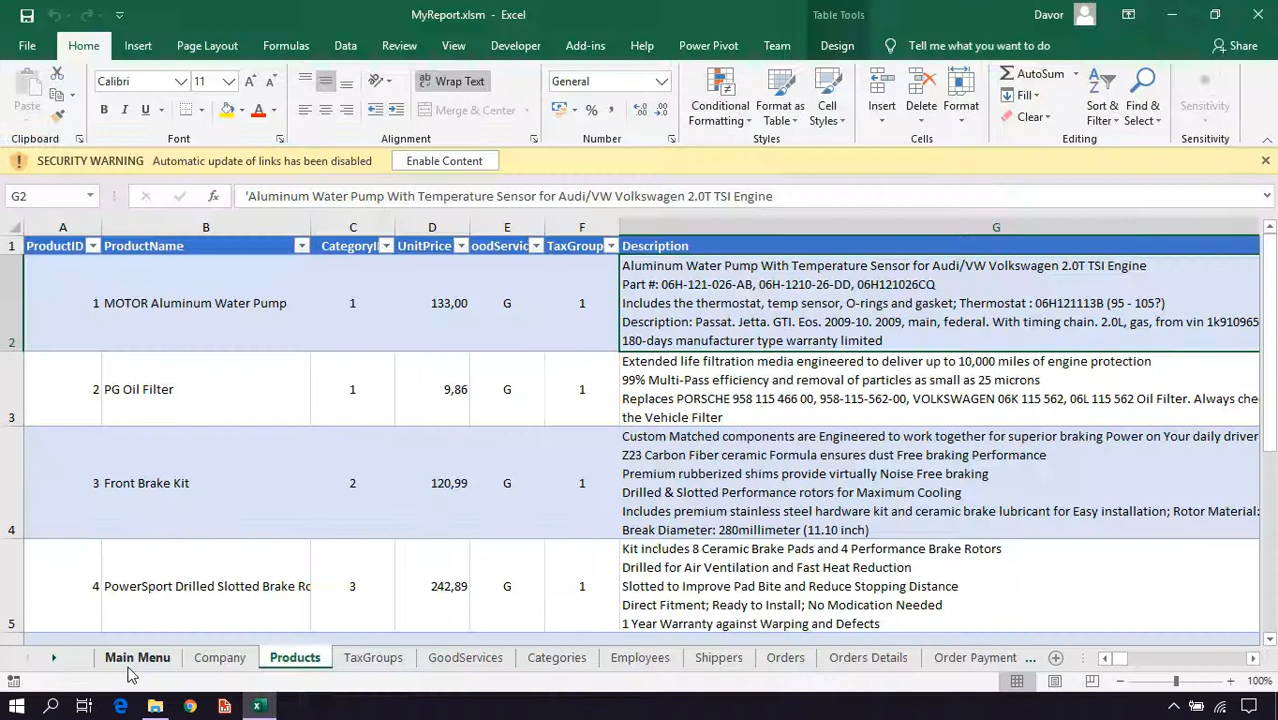 MyReport.xlsm - Excel
Table Tools
Davor
File
Home
Insert
Page Layout
Formulas
Data
Review
View
Developer
Add-ins
Help
Power Pivot
Team
Design
Tell me what you want to do
Share
Paste
Calibri
11
B I U
Wrap Text
Merge & Center
General
%
Conditional Formatting
Format as Table
Cell Styles
Insert
Delete
Format
AutoSum
Fill
Clear
Sort & Filter
Find & Select
Sensitivity
Clipboard
Font
Alignment
Number
Styles
Cells
Editing
Sensitivity
SECURITY WARNING Automatic update of links has been disabled
Enable Content
G2
fx
'Aluminum Water Pump With Temperature Sensor for Audi/VW Volkswagen 2.0T TSI Engine
A B C D E F G
1 ProductID ProductName CategoryI UnitPrice oodServic TaxGroup Description
2 1 MOTOR Aluminum Water Pump 1 133,00 G 1
Aluminum Water Pump With Temperature Sensor for Audi/VW Volkswagen 2.0T TSI Engine
Part #: 06H-121-026-AB, 06H-1210-26-DD, 06H121026CQ
Includes the thermostat, temp sensor, O-rings and gasket; Thermostat : 06H121113B (95 - 105?)
Description: Passat. Jetta. GTI. Eos. 2009-10. 2009, main, federal. With timing chain. 2.0L, gas, from vin 1k910965
180-days manufacturer type warranty limited
3 2 PG Oil Filter 1 9,86 G 1
Extended life filtration media engineered to deliver up to 10,000 miles of engine protection
99% Multi-Pass efficiency and removal of particles as small as 25 microns
Replaces PORSCHE 958 115 466 00, 958-115-562-00, VOLKSWAGEN 06K 115 562, 06L 115 562 Oil Filter. Always che
the Vehicle Filter
4 3 Front Brake Kit 2 120,99 G 1
Custom Matched components are Engineered to work together for superior braking Power on Your daily driver
Z23 Carbon Fiber ceramic Formula ensures dust Free braking Performance
Premium rubberized shims provide virtually Noise Free braking
Drilled & Slotted Performance rotors for Maximum Cooling
Includes premium stainless steel hardware kit and ceramic brake lubricant for Easy installation; Rotor Material:
Break Diameter: 280millimeter (11.10 inch)
5 4 PowerSport Drilled Slotted Brake Ro 3 242,89 G 1
Kit includes 8 Ceramic Brake Pads and 4 Performance Brake Rotors
Drilled for Air Ventilation and Fast Heat Reduction
Slotted to Improve Pad Bite and Reduce Stopping Distance
Direct Fitment; Ready to Install; No Modication Needed
1 Year Warranty against Warping and Defects
Main Menu
Company
Products
TaxGroups
GoodServices
Categories
Employees
Shippers
Orders
Orders Details
Order Payment ...
100%